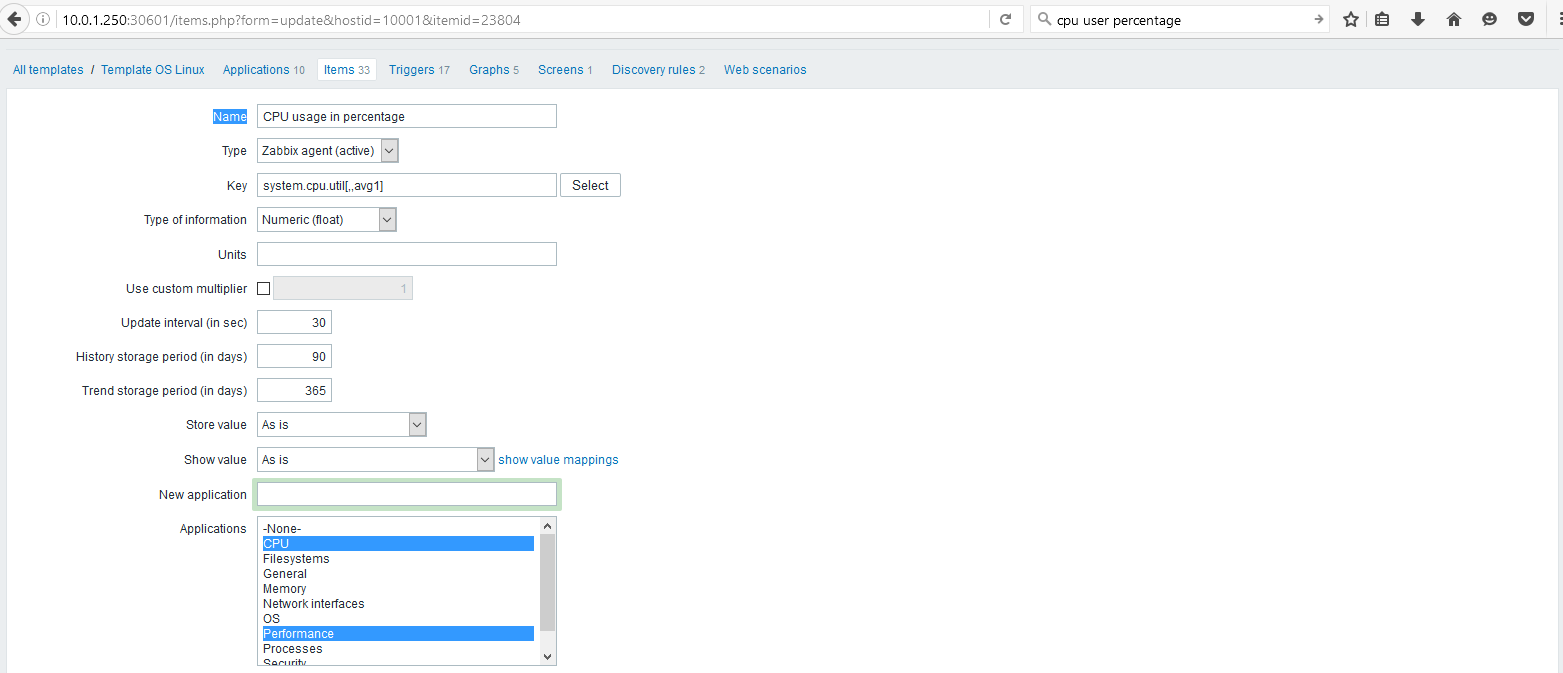 10.0.1.250:30601/items.php?form=update&hostid=10001&itemid=23804 cpu user percentage
All templates / Template OS Linux Applications 10 Items 33 Triggers 17 Graphs 5 Screens 1 Discovery rules 2 Web scenarios
Name CPU usage in percentage
Type Zabbix agent (active)
Key system.cpu.util[,,avg1] Select
Type of information Numeric (float)
Units
Use custom multiplier 1
Update interval (in sec) 30
History storage period (in days) 90
Trend storage period (in days) 365
Store value As is
Show value As is show value mappings
New application
Applications -None-
CPU
Filesystems
General
Memory
Network interfaces
OS
Performance
Processes
Security